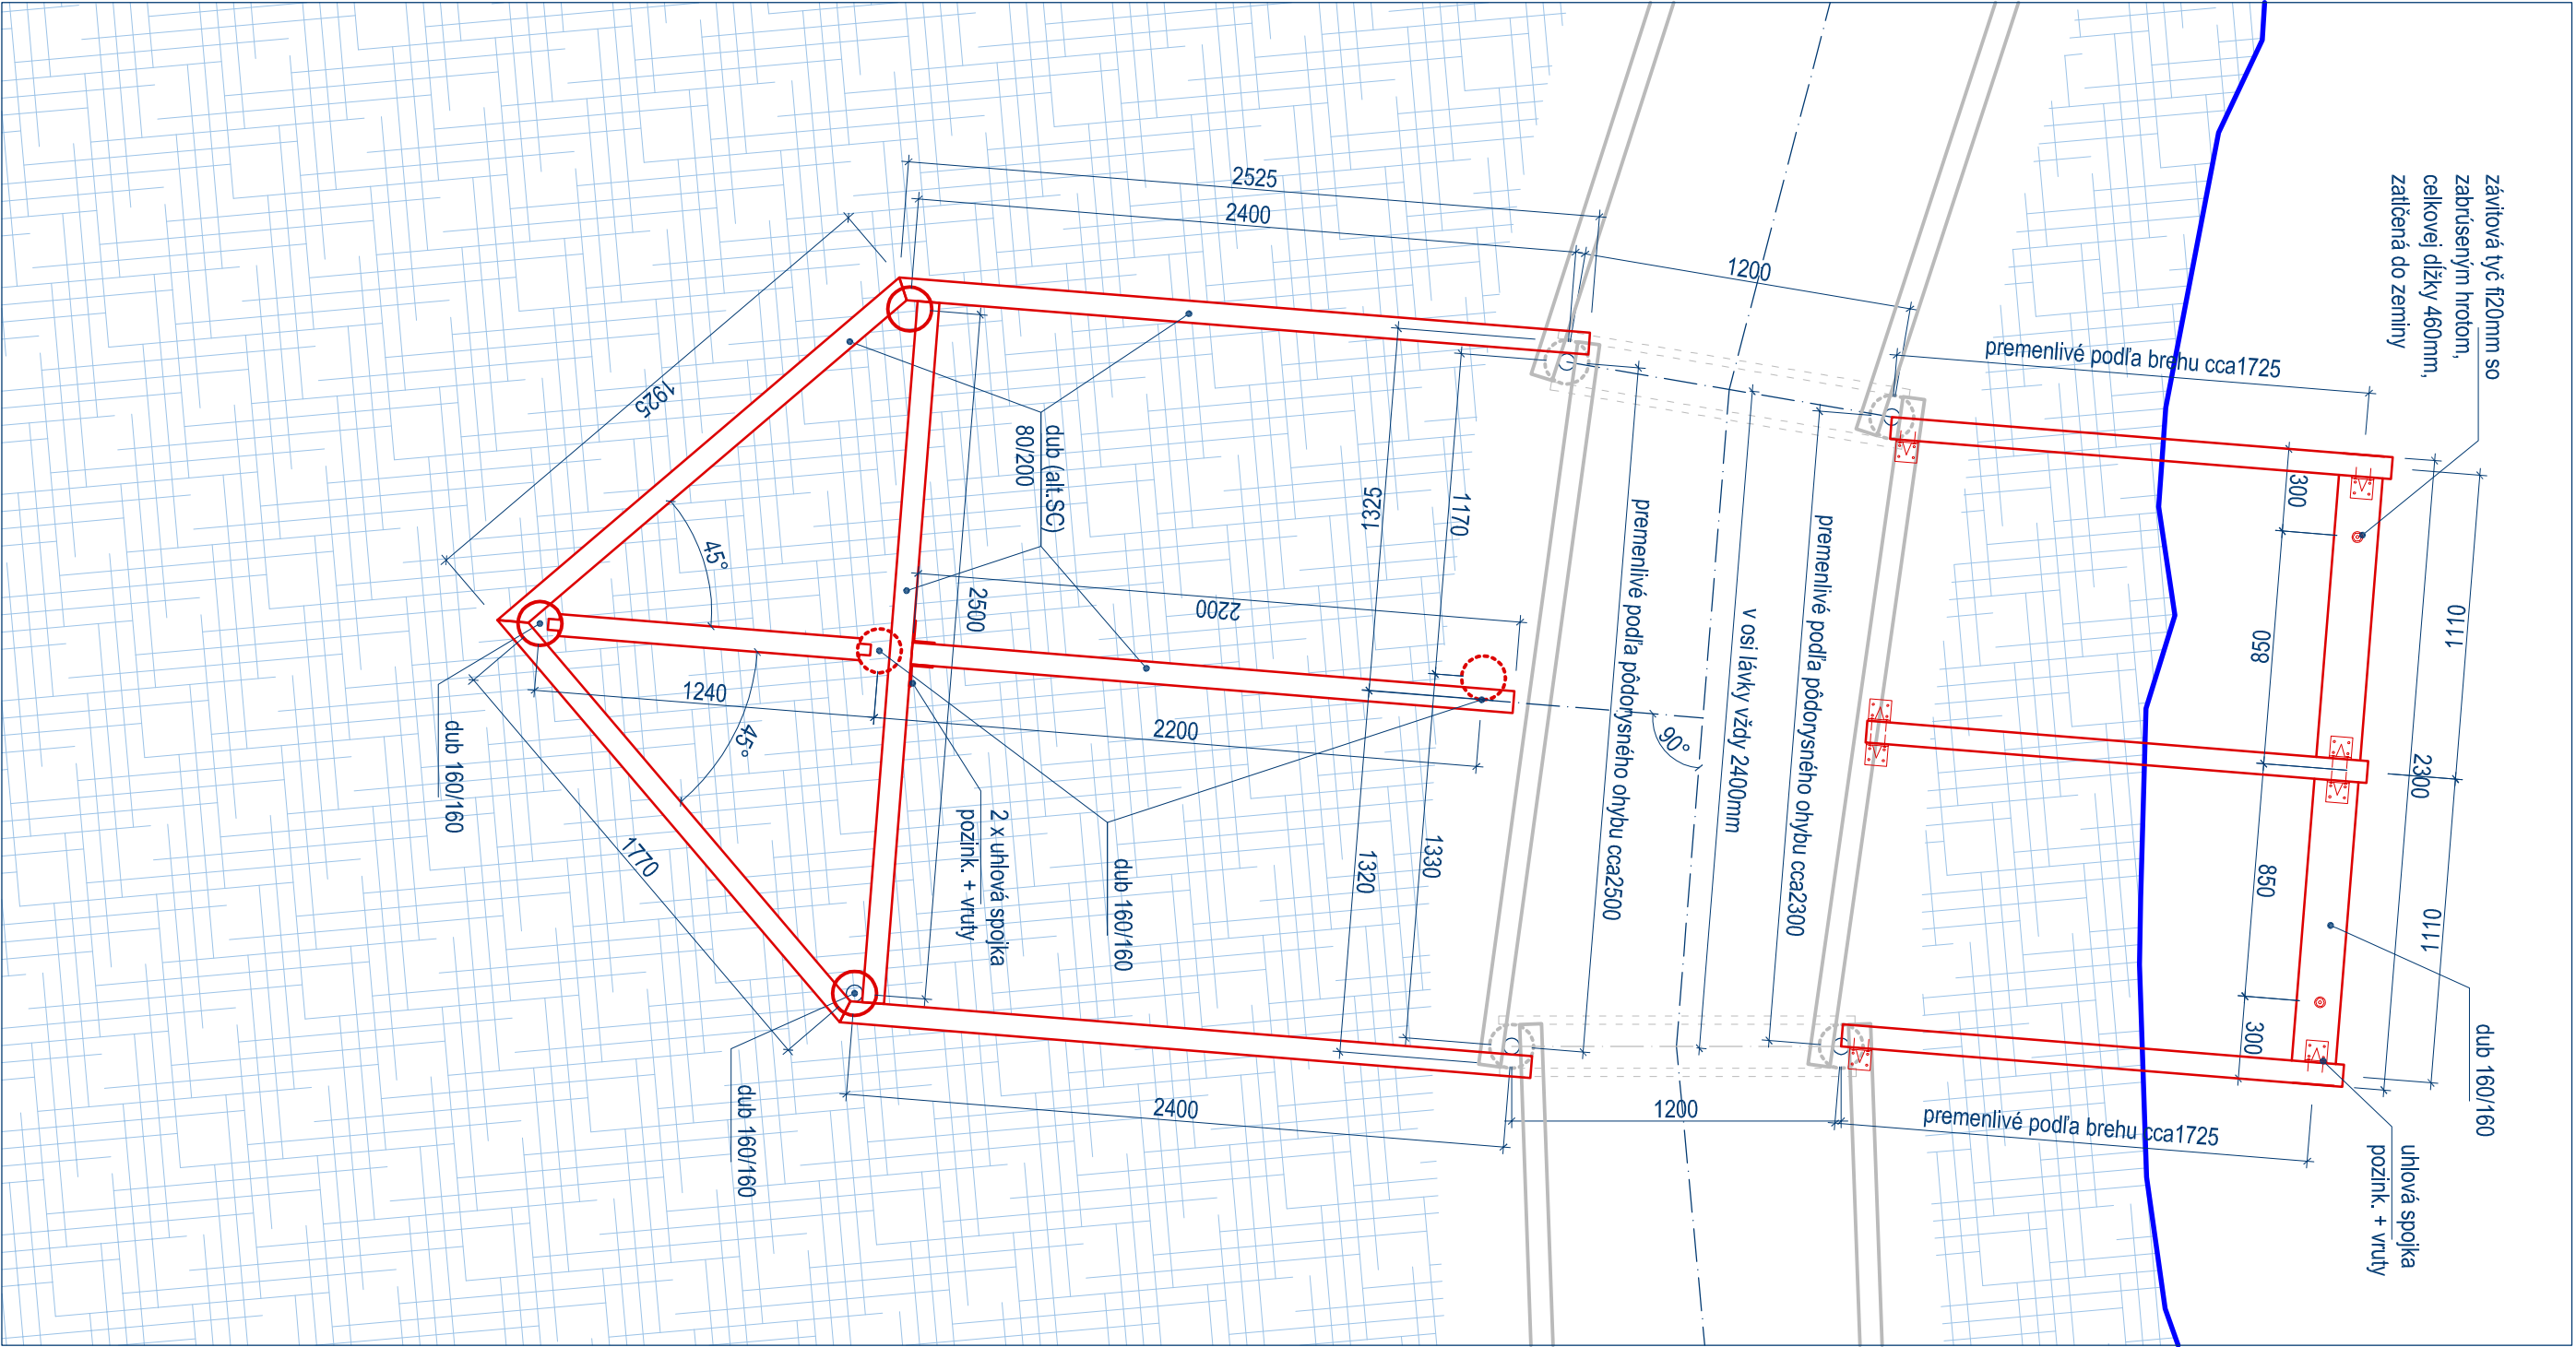 závitová tyč fi20mm so
zabrúseným hrotom,
celkovej dĺžky 460mm,
zatlčená do zeminy
2525
2400
1200
premenlivé podľa brehu cca1725
1925
45°
dub (alt.SC)
80/200
1235
1170
premenlivé podľa pôdorysného ohybu cca2500
v osi lávky vždy 2400mm
premenlivé podľa pôdorysného ohybu cca2300
300
850
1110
2300
2500
2200
1240
45°
2200
90°
dub 160/160
1770
2 x uhlová spojka
pozink. + vruty
dub 160/160
1320
1330
850
1110
300
dub 160/160
dub 160/160
2400
1200
premenlivé podľa brehu cca1725
uhlová spojka
pozink. + vruty